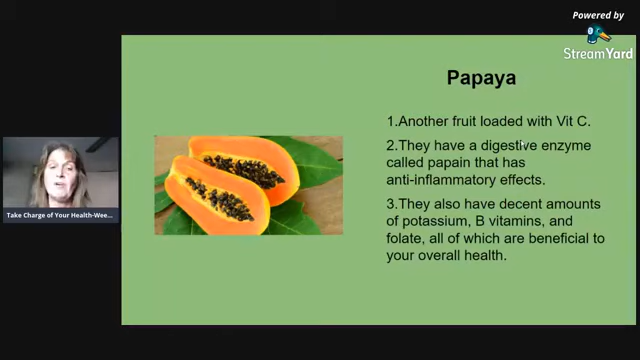 Powered by
StreamYard
Papaya
1.Another fruit loaded with Vit C.
2.They have a digestive enzyme
called papain that has
anti-inflammatory effects.
3.They also have decent amounts
of potassium, B vitamins, and
folate, all of which are beneficial to
your overall health.
Take Charge of Your Health-Wee...